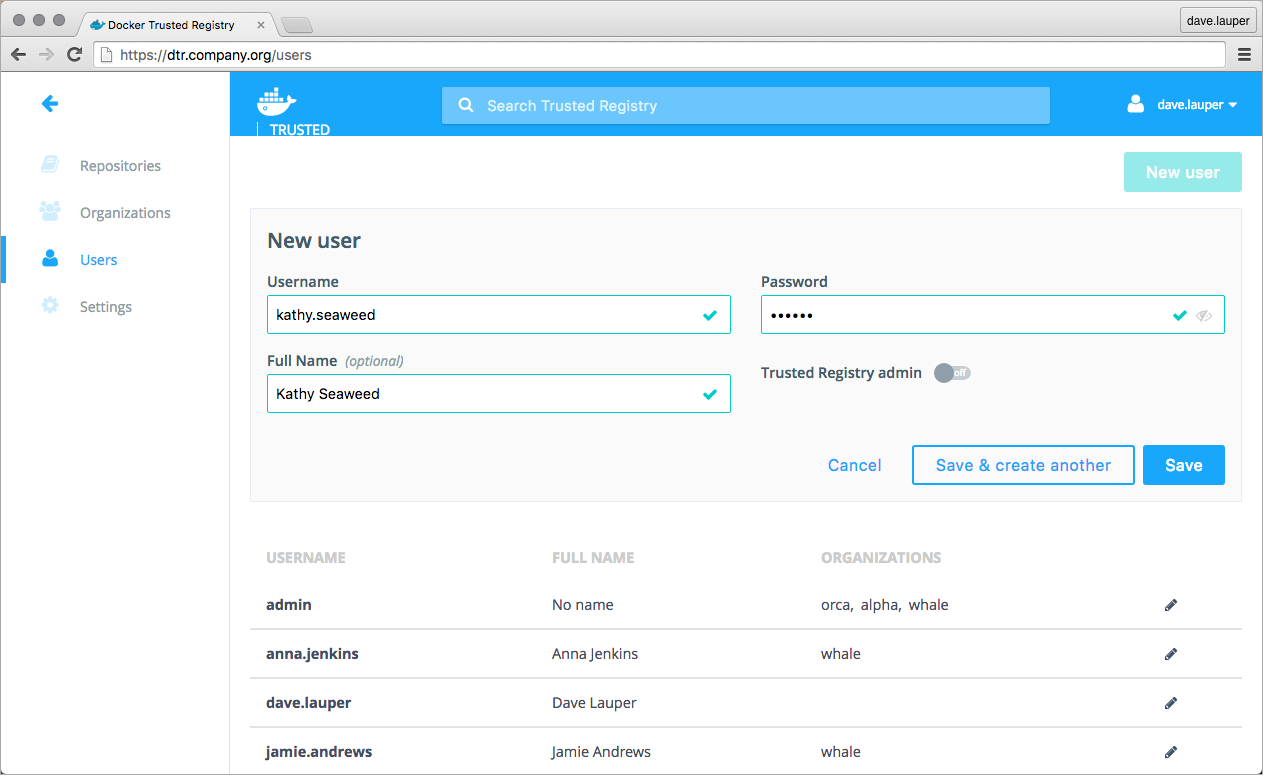 Docker Trusted Registry
dave.lauper
https://dtr.company.org/users
TRUSTED
Search Trusted Registry
dave.lauper
Repositories
Organizations
Users
Settings
New user
New user
Username
Password
kathy.seaweed
••••••
Full Name (optional)
Trusted Registry admin off
Kathy Seaweed
Cancel Save & create another Save
USERNAME FULL NAME ORGANIZATIONS
admin No name orca, alpha, whale
anna.jenkins Anna Jenkins whale
dave.lauper Dave Lauper
jamie.andrews Jamie Andrews whale